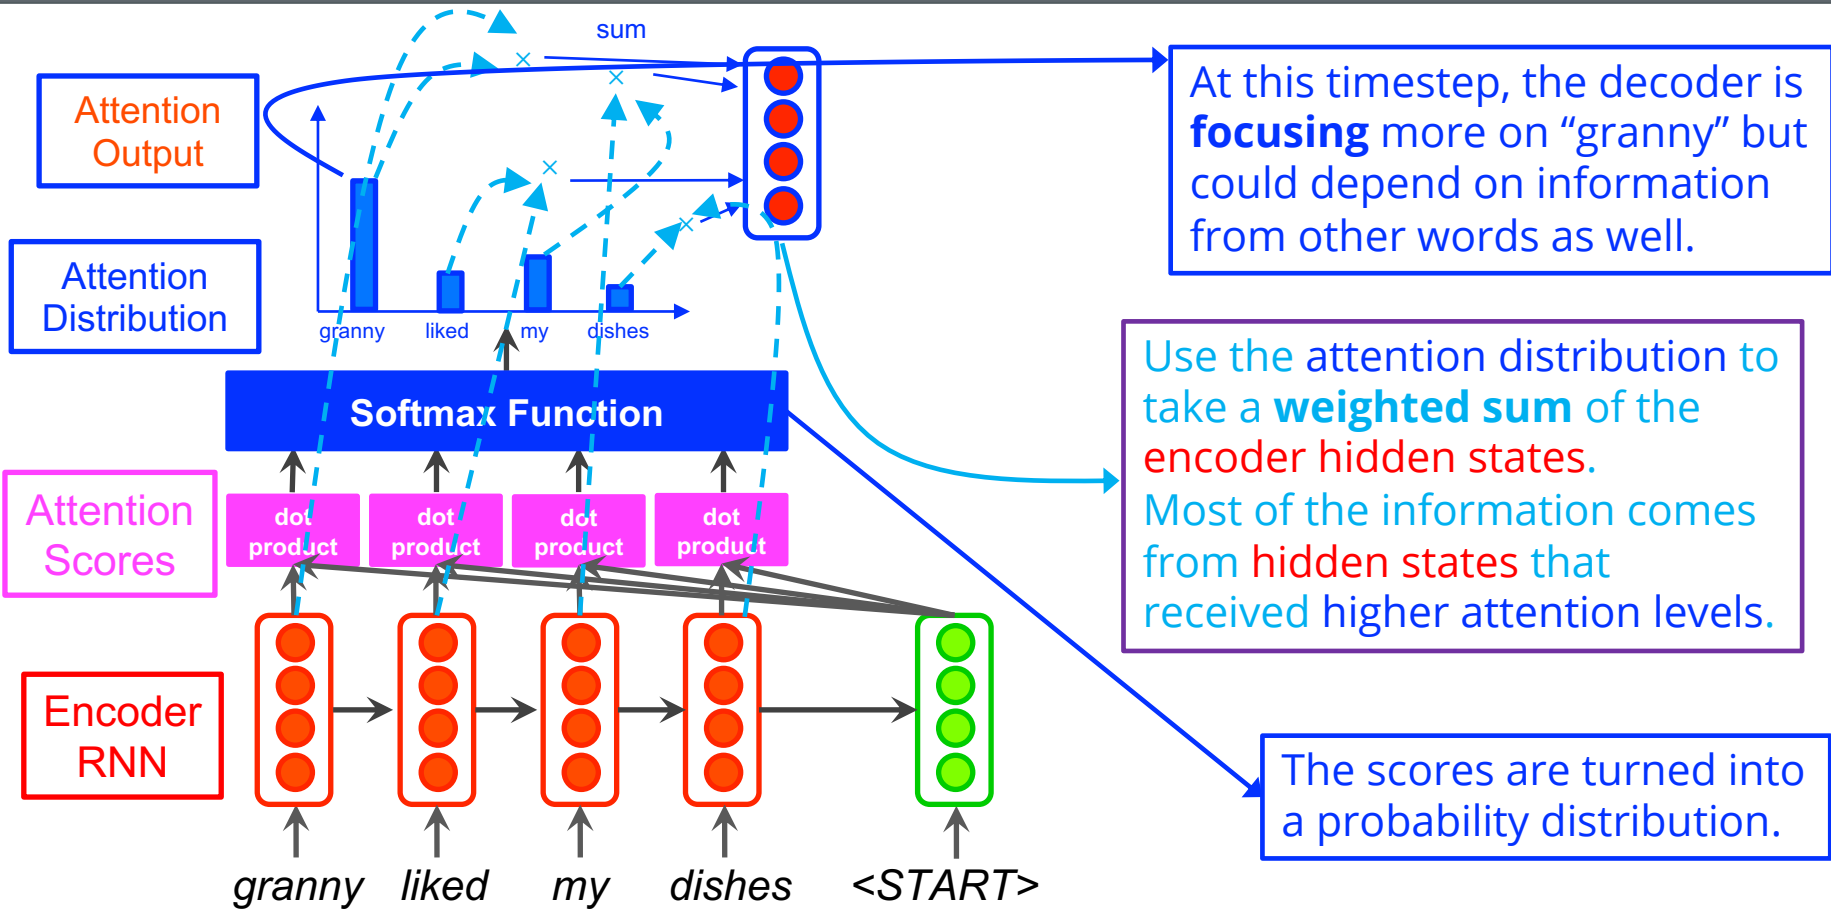 sum
Attention
Output
At this timestep, the decoder is
focusing more on “granny” but
could depend on information
from other words as well.
Attention
Distribution
granny liked my dishes
Use the attention distribution to
take a weighted sum of the
encoder hidden states.
Most of the information comes
from hidden states that
received higher attention levels.
Softmax Function
Attention
Scores
dot
product
dot
product
dot
product
dot
product
Encoder
RNN
The scores are turned into
a probability distribution.
granny liked my dishes <START>